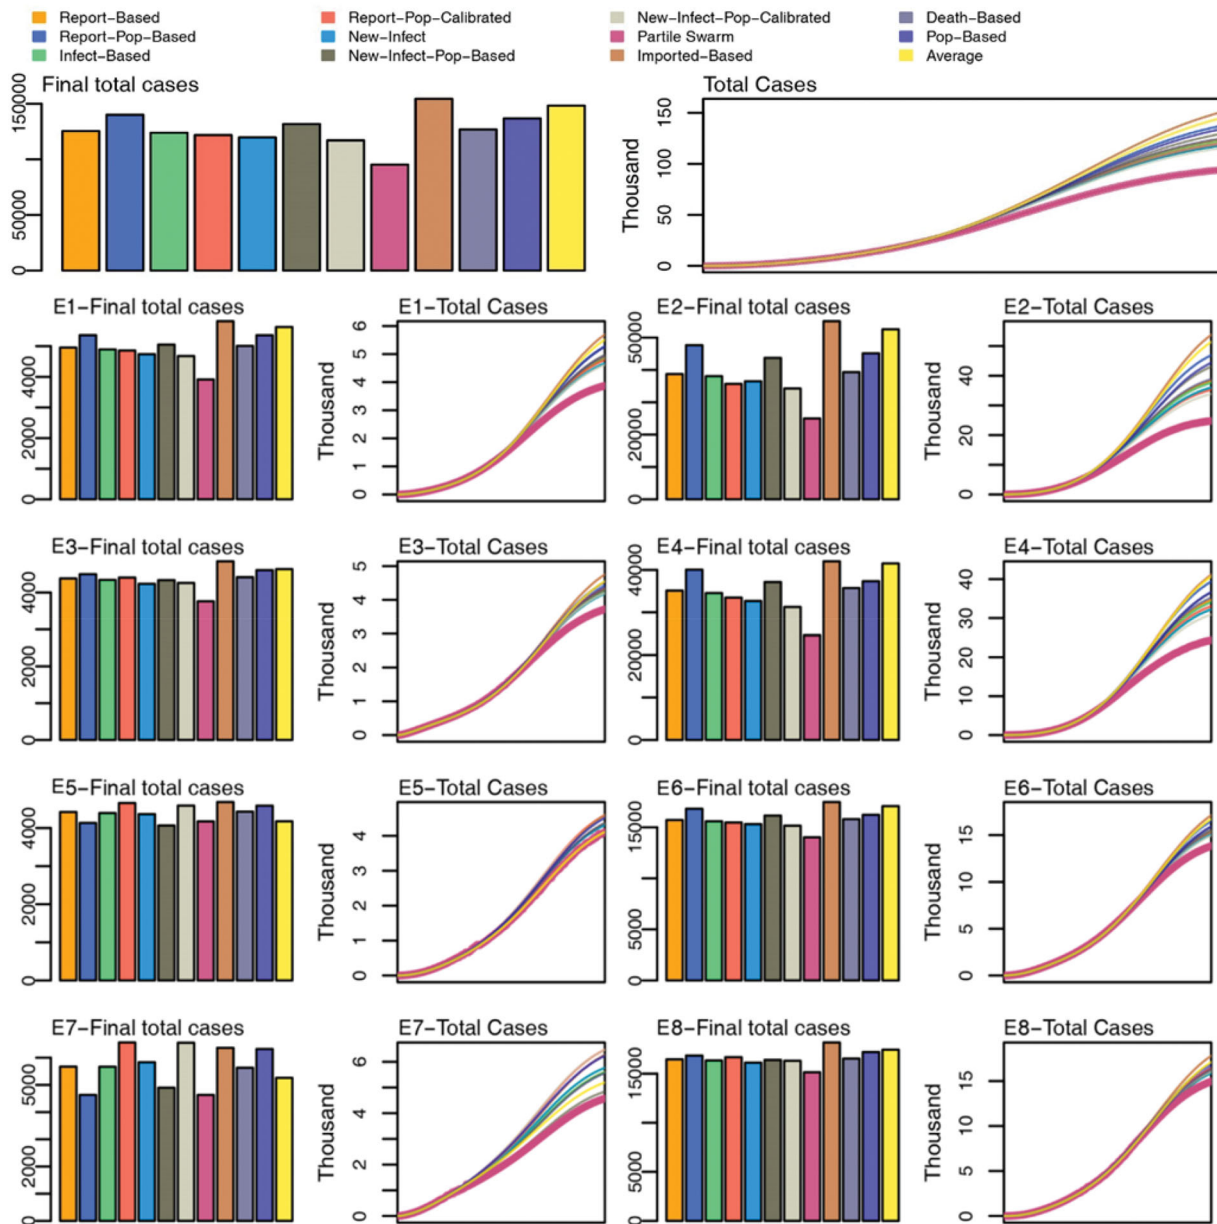 Report-Based
Report-Pop-Calibrated
New-Infect-Pop-Calibrated
Death-Based
Report-Pop-Based
New-Infect
Partile Swarm
Pop-Based
Infect-Based
New-Infect-Pop-Based
Imported-Based
Average
Final total cases
150000
50000
0
Total Cases
Thousand
150
100
50
0
E1-Final total cases
4000
2000
0
E1-Total Cases
Thousand
6
5
4
3
2
1
0
E2-Final total cases
50000
20000
0
E2-Total Cases
Thousand
40
20
0
E3-Final total cases
4000
2000
0
E3-Total Cases
Thousand
5
4
3
2
1
0
E4-Final total cases
40000
20000
0
E4-Total Cases
Thousand
40
30
20
10
0
E5-Final total cases
4000
2000
0
E5-Total Cases
Thousand
4
3
2
1
0
E6-Final total cases
15000
5000
0
E6-Total Cases
Thousand
15
10
5
0
E7-Final total cases
5000
2000
0
E7-Total Cases
Thousand
6
4
2
0
E8-Final total cases
15000
5000
0
E8-Total Cases
Thousand
15
10
5
0